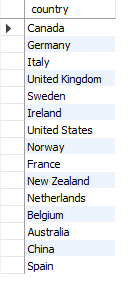 country
Canada
Germany
Italy
United Kingdom
Sweden
Ireland
United States
Norway
France
New Zealand
Netherlands
Belgium
Australia
China
Spain